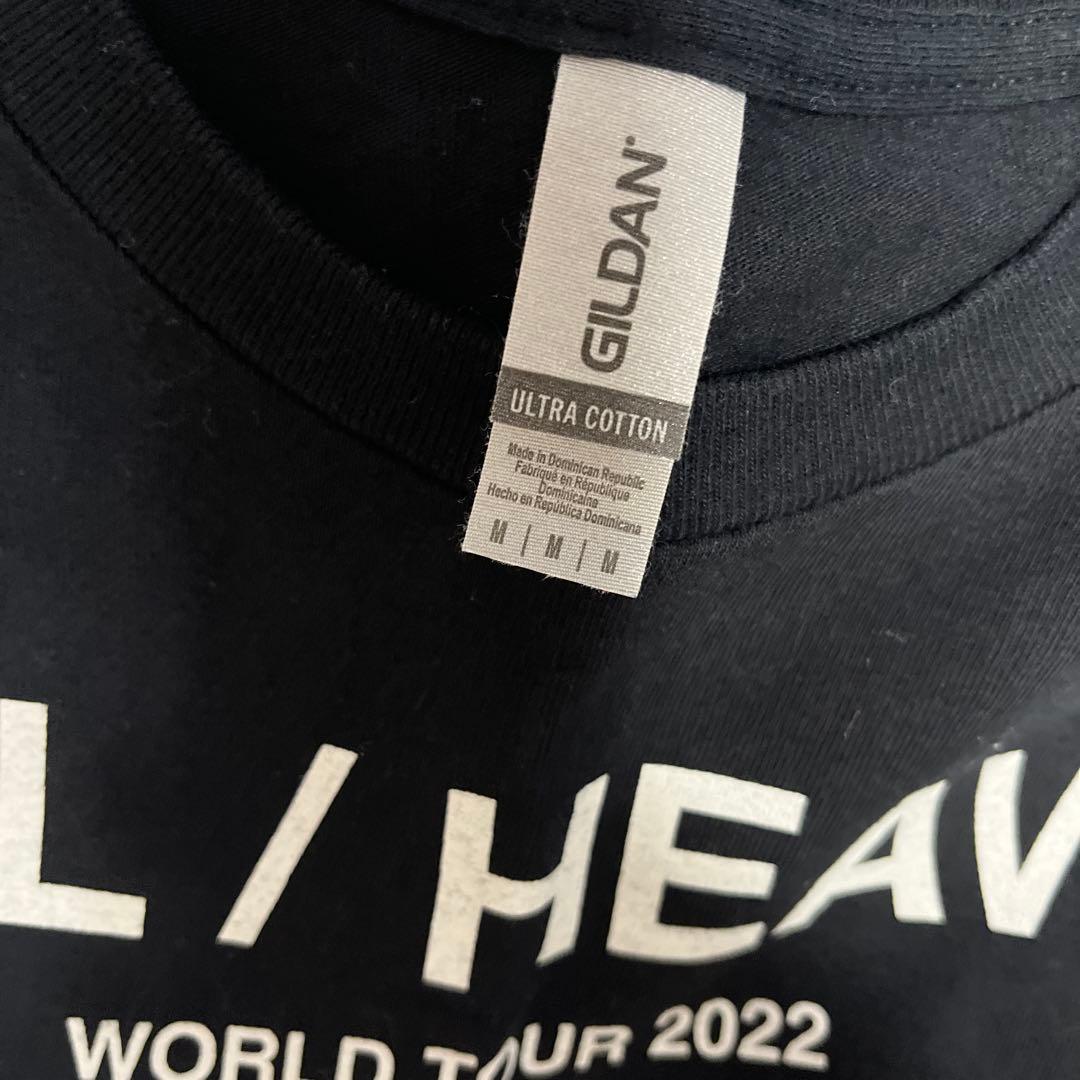 GILDAN
ULTRA COTTON
Made in Dominican Republic
Fabriqué en République
Dominicaine
Hecho en República Dominicana
M | M | M
L / HEAV
WORLD TOUR 2022